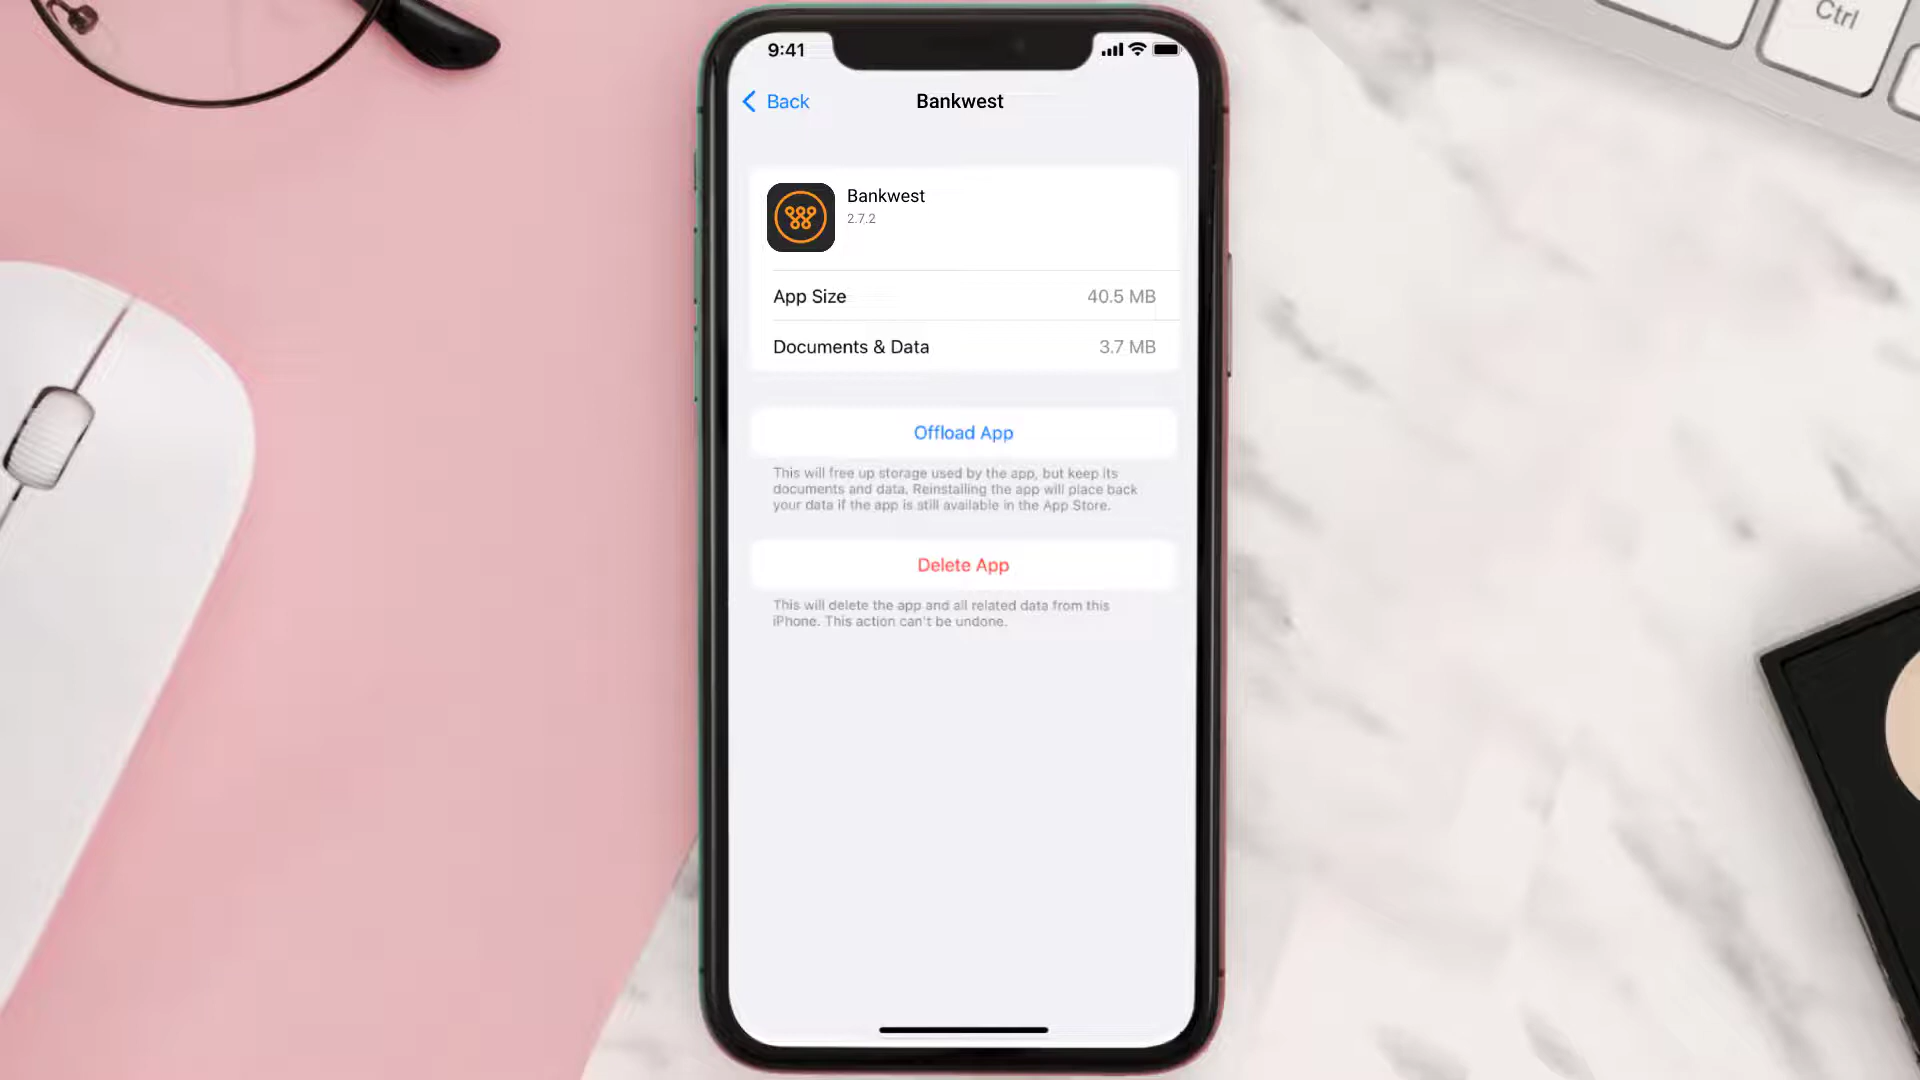 Ctrl
9:41
Back
Bankwest
Bankwest
2.7.2
App Size
40.5 MB
Documents & Data
3.7 MB
Offload App
This will free up storage used by the app, but keep its
documents and data. Reinstalling the app will place back
your data if the app is still available in the App Store.
Delete App
This will delete the app and all related data from this
iPhone. This action can't be undone.